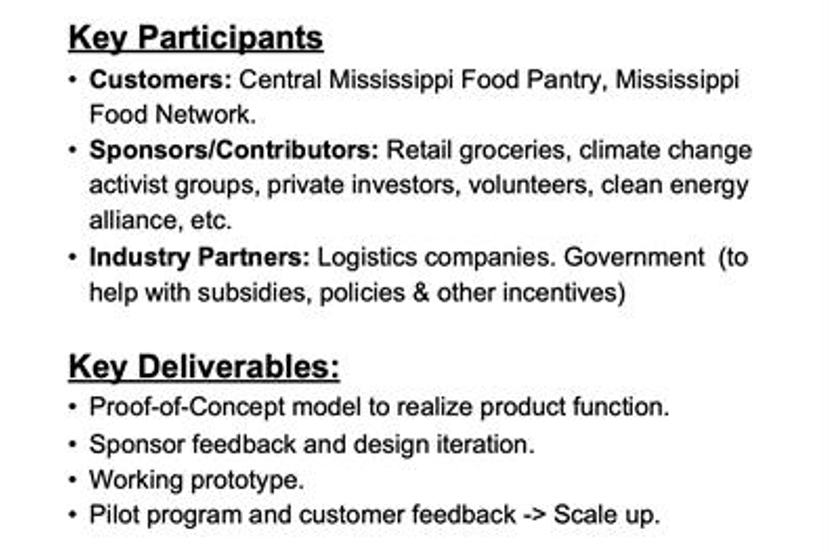 Key Participants
• Customers: Central Mississippi Food Pantry, Mississippi
Food Network.
• Sponsors/Contributors: Retail groceries, climate change
activist groups, private investors, volunteers, clean energy
alliance, etc.
• Industry Partners: Logistics companies. Government (to
help with subsidies, policies & other incentives)
Key Deliverables:
• Proof-of-Concept model to realize product function.
• Sponsor feedback and design iteration.
• Working prototype.
• Pilot program and customer feedback -> Scale up.